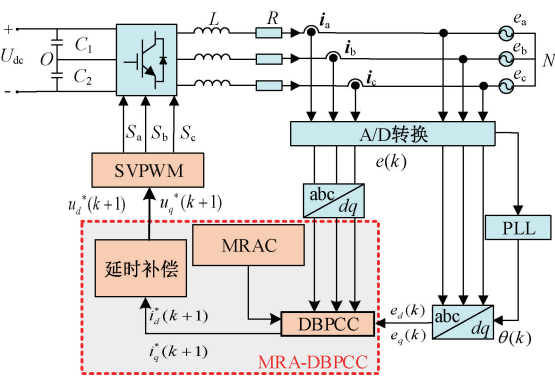 +
U_dc
-
C_1
O
C_2
L
R
i_a
i_b
i_c
e_a
e_b
e_c
N
S_a
S_b
S_c
A/D转换
e(k)
SVPWM
u_d*(k+1)
u_q*(k+1)
abc
dq
PLL
延时补偿
MRAC
DBPCC
i_d*(k+1)
i_q*(k+1)
e_d(k)
e_q(k)
abc
dq
θ(k)
MRA-DBPCC